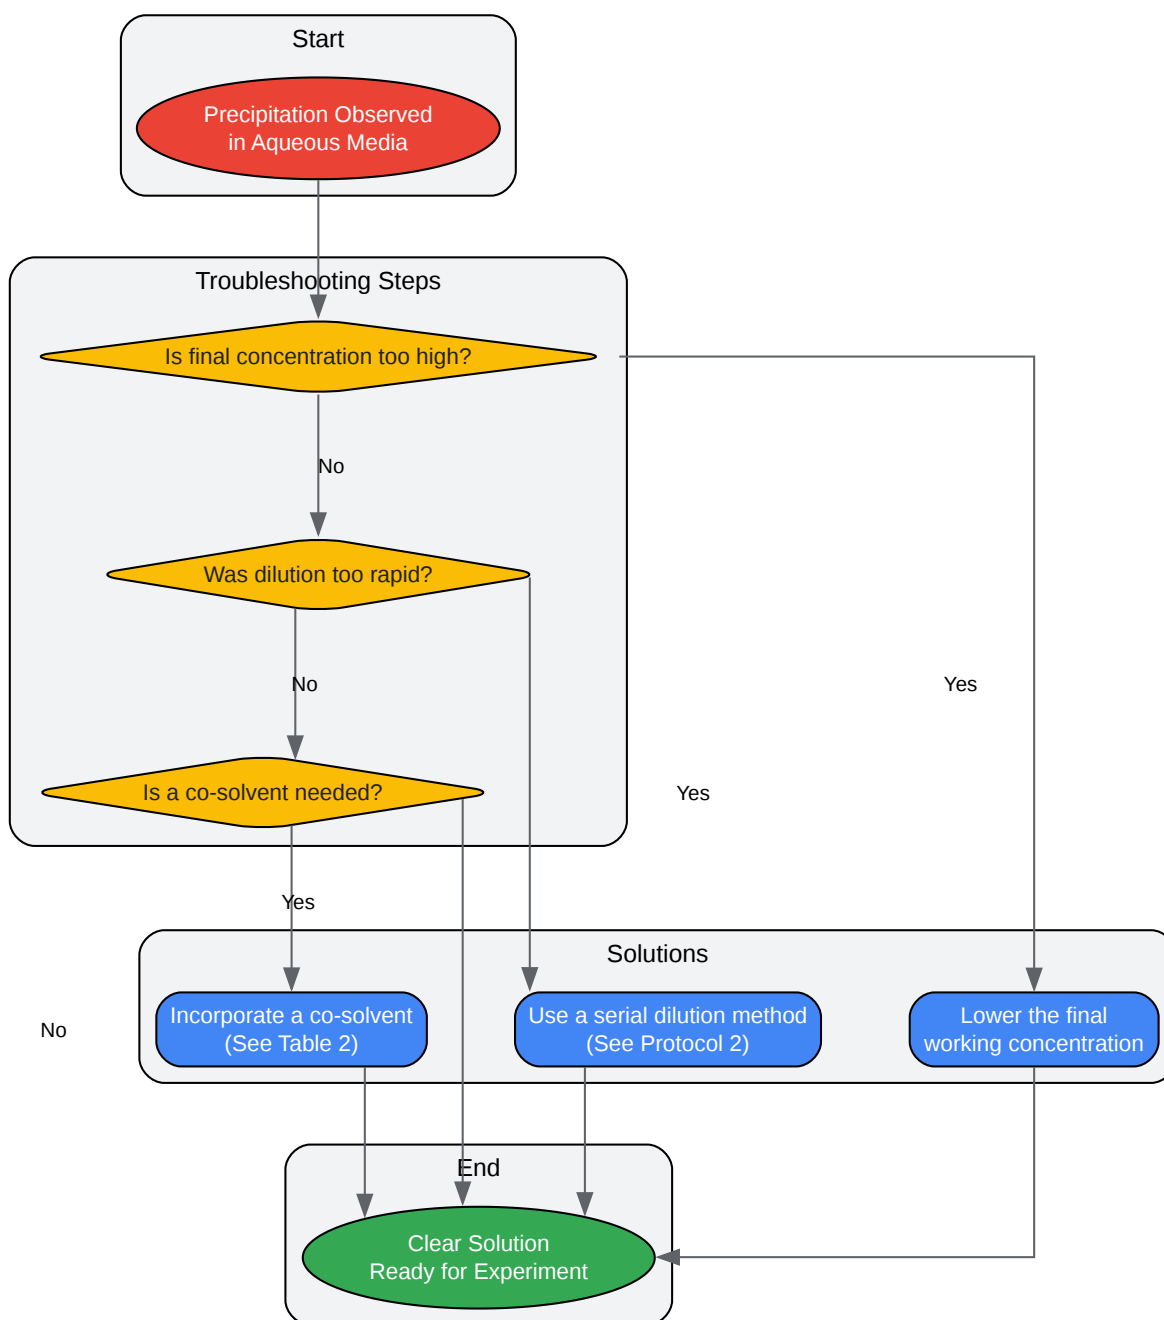 Start
Precipitation Observed
in Aqueous Media
Troubleshooting Steps
Is final concentration too high?
No
Was dilution too rapid?
No
Yes
Is a co-solvent needed?
Yes
Yes
Solutions
Incorporate a co-solvent
(See Table 2)
Use a serial dilution method
(See Protocol 2)
Lower the final
working concentration
No
End
Clear Solution
Ready for Experiment